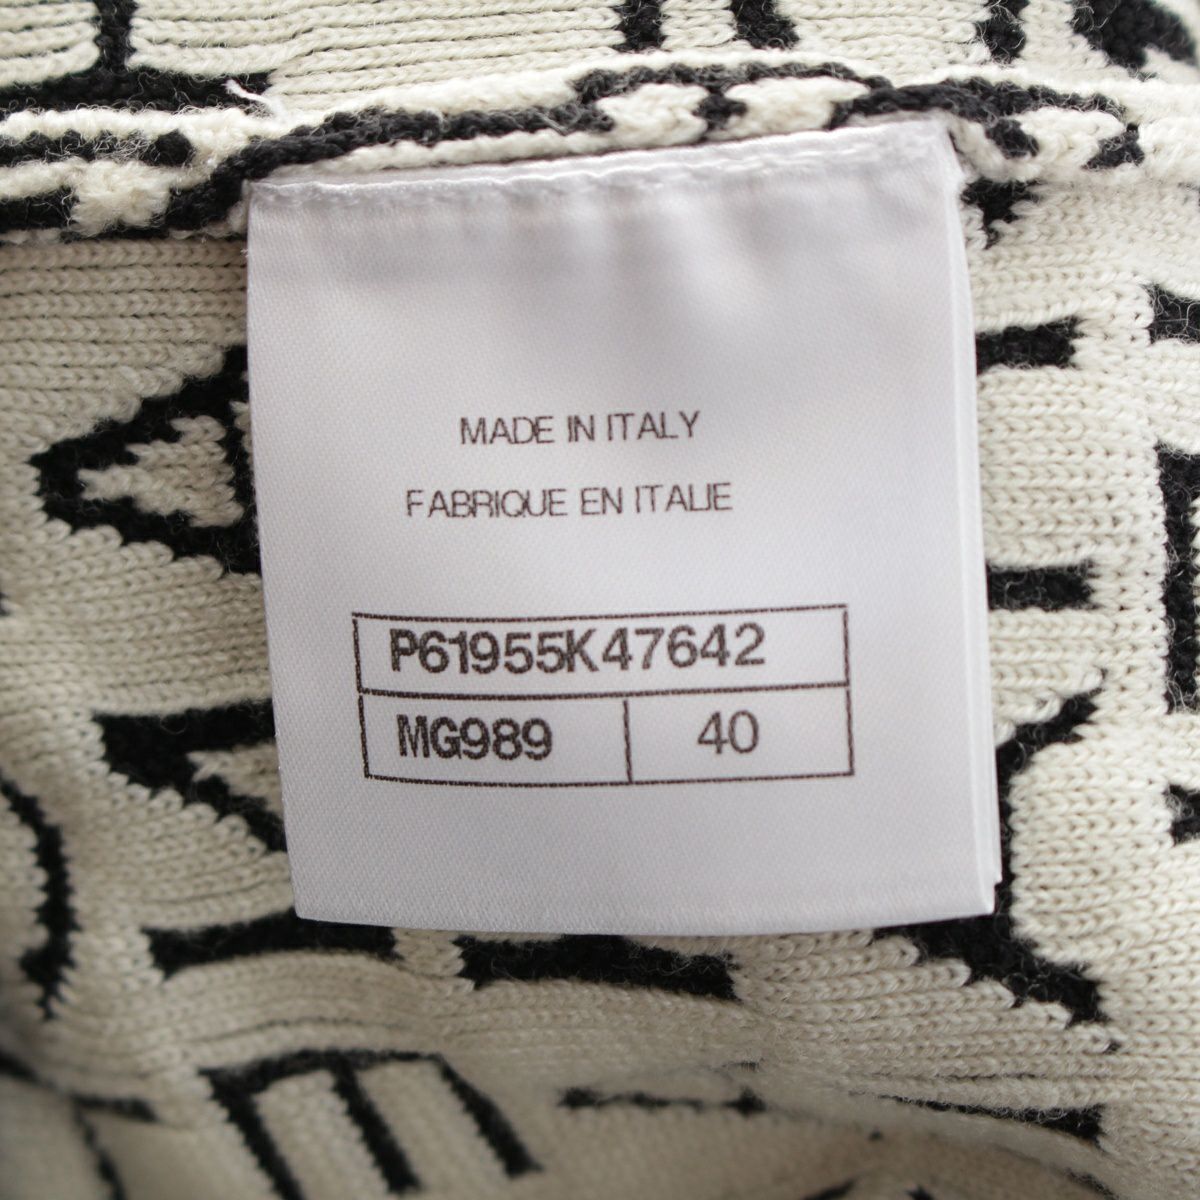 MADE IN ITALY
FABRIQUE EN ITALIE
P61955K47642
MG989 40